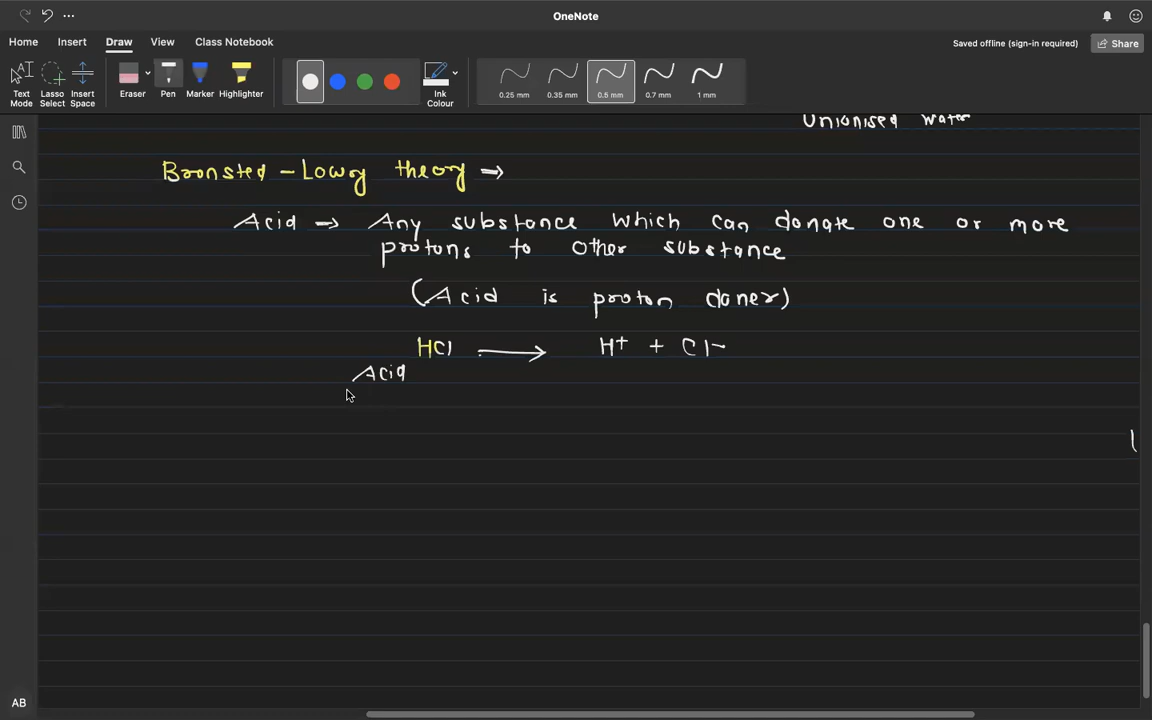 OneNote
Home Insert Draw View Class Notebook
Saved offline (sign-in required) Share
Text Mode Lasso Select Insert Space Eraser Pen Marker Highlighter Ink Colour 0.25 mm 0.35 mm 0.5 mm 0.7 mm 1 mm
Unionised water
Bronsted - Lowry theory →
Acid → Any substance which can donate one or more
protons to other substance
(Acid is proton doner)
HCl → H+ + Cl-
Acid
AB